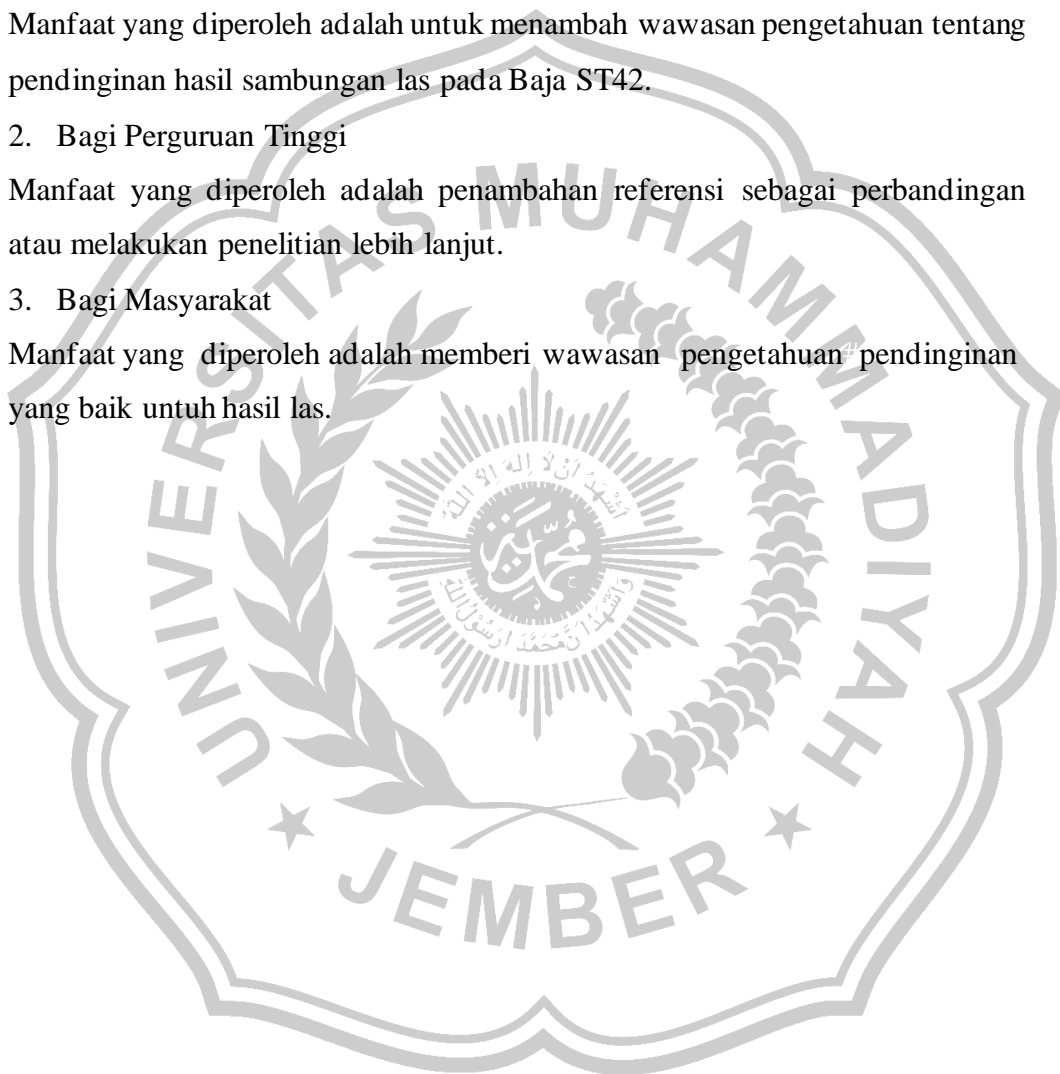 Manfaat yang diperoleh adalah untuk menambah wawasan pengetahuan tentang
pendinginan hasil sambungan las pada Baja ST42.
2. Bagi Perguruan Tinggi
Manfaat yang diperoleh adalah penambahan referensi sebagai perbandingan
atau melakukan penelitian lebih lanjut.
3. Bagi Masyarakat
Manfaat yang diperoleh adalah memberi wawasan pengetahuan pendinginan
yang baik untuh hasil las.
UNIVERSITAS MUHAMMADIYAH
JEMBER